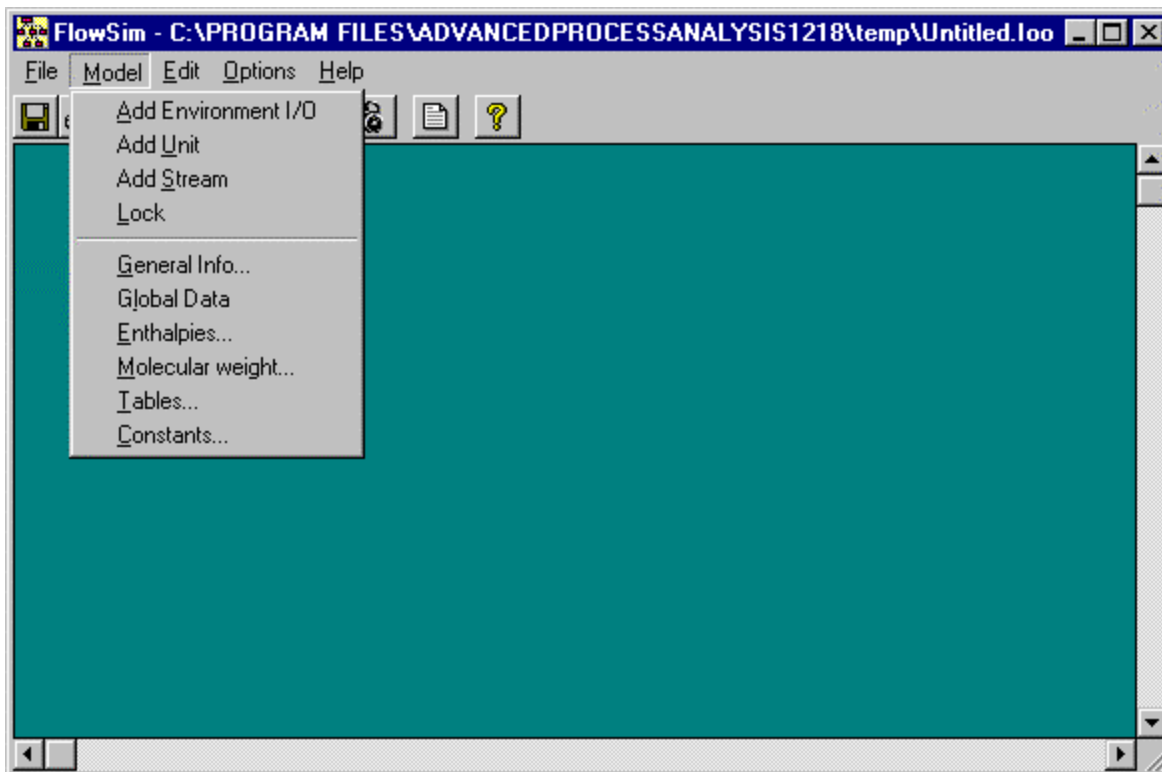 FlowSim - C:\PROGRAM FILES\ADVANCEDPROCESSANALYSIS1218\temp\Untitled.loo
File Model Edit Options Help
Add Environment I/O
Add Unit
Add Stream
Lock
General Info...
Global Data
Enthalpies...
Molecular weight...
Tables...
Constants...